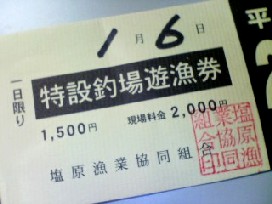 1月6日
一日限り
特設釣場遊漁券
1,500円 現場料金 2,000円
塩原漁業協同組合
塩原
漁業協同
組合印
平